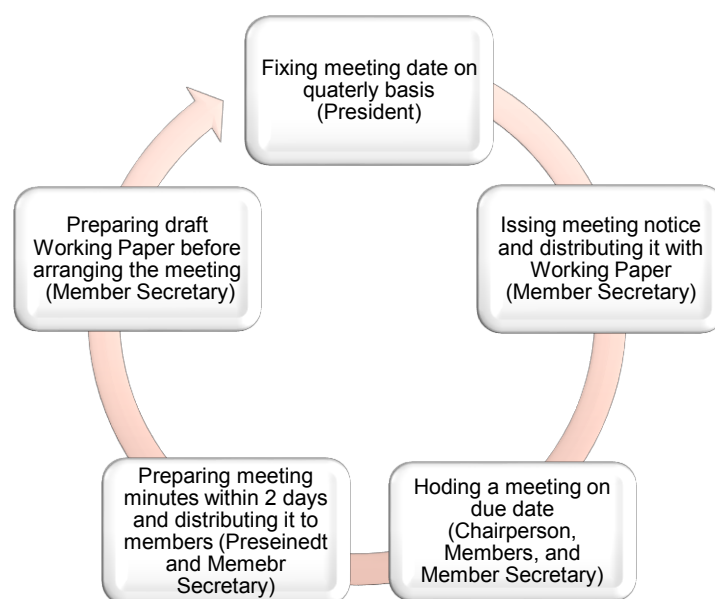 Fixing meeting date on
quaterly basis
(President)
Issing meeting notice
and distributing it with
Working Paper
(Member Secretary)
Hoding a meeting on
due date
(Chairperson,
Members, and
Member Secretary)
Preparing meeting
minutes within 2 days
and distributing it to
members (Preseinedt
and Memebr
Secretary)
Preparing draft
Working Paper before
arranging the meeting
(Member Secretary)